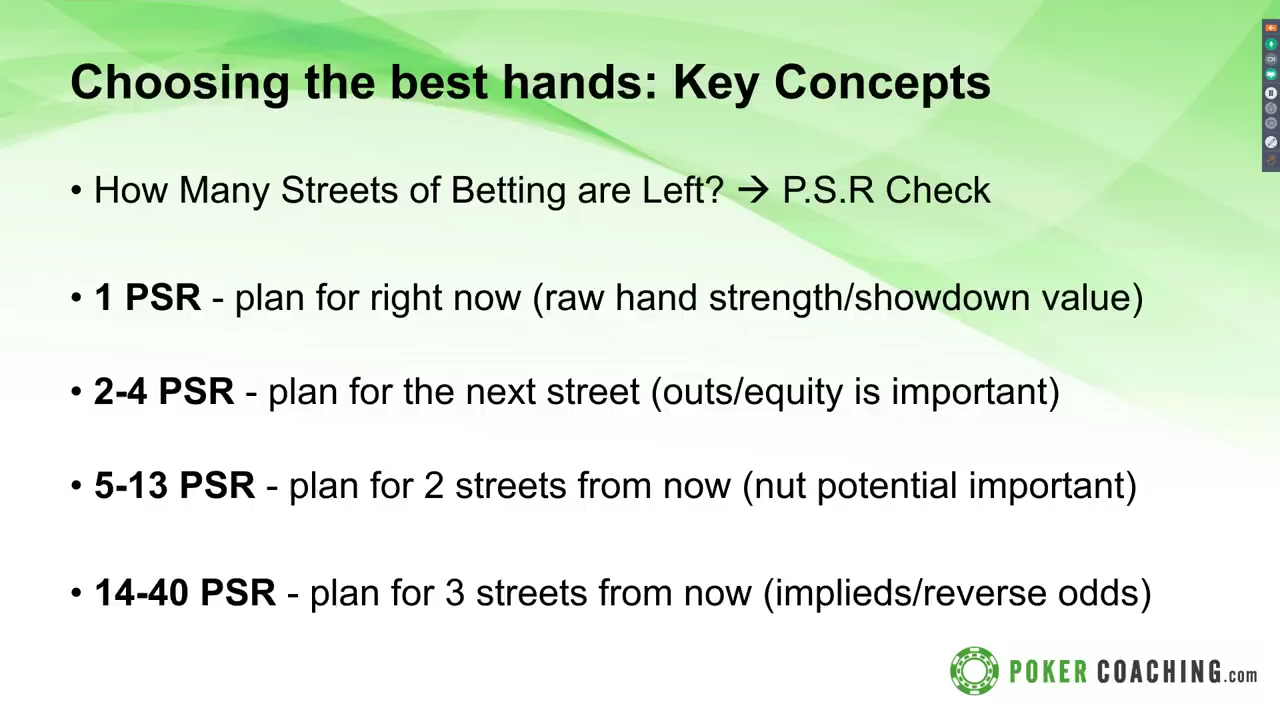 Choosing the best hands: Key Concepts
• How Many Streets of Betting are Left? → P.S.R Check
• 1 PSR - plan for right now (raw hand strength/showdown value)
• 2-4 PSR - plan for the next street (outs/equity is important)
• 5-13 PSR - plan for 2 streets from now (nut potential important)
• 14-40 PSR - plan for 3 streets from now (implieds/reverse odds)
POKER COACHING.com